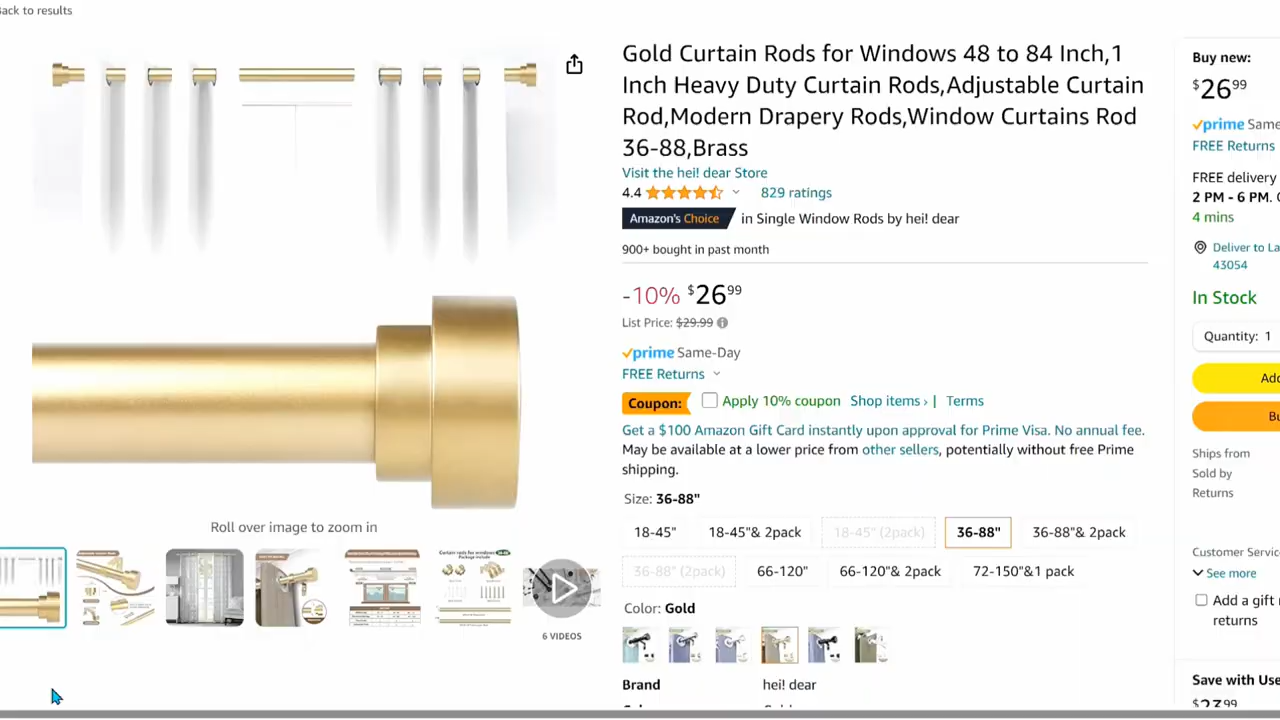 Back to results
Gold Curtain Rods for Windows 48 to 84 Inch,1
Inch Heavy Duty Curtain Rods,Adjustable Curtain
Rod,Modern Drapery Rods,Window Curtains Rod
36-88,Brass
Visit the hei! dear Store
4.4 829 ratings
Amazon's Choice in Single Window Rods by hei! dear
900+ bought in past month
-10% $26 99
List Price: $29.99
prime Same-Day
FREE Returns
Coupon: Apply 10% coupon Shop items › | Terms
Get a $100 Amazon Gift Card instantly upon approval for Prime Visa. No annual fee.
May be available at a lower price from other sellers, potentially without free Prime
shipping.
Size: 36-88"
18-45" 18-45"& 2pack 18-45" (2pack) 36-88" 36-88"& 2pack
36-88" (2pack) 66-120" 66-120"& 2pack 72-150"&1 pack
Color: Gold
Brand hei! dear
Roll over image to zoom in
Curtain rods for windows
6 VIDEOS
Buy new:
$26 99
prime Same
FREE Returns
FREE delivery
2 PM - 6 PM.
4 mins
Deliver to La
43054
In Stock
Quantity: 1
Add
Bu
Ships from
Sold by
Returns
Customer Servic
See more
Add a gift
returns
Save with Use
$23 99